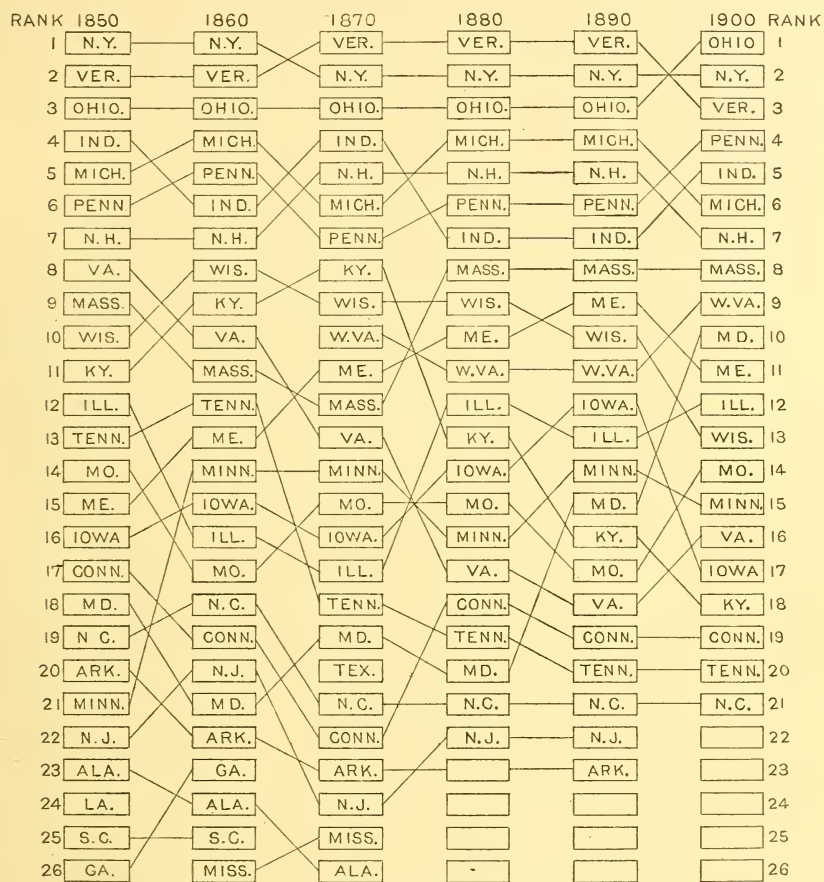 RANK 1850 1860 1870 1880 1890 1900 RANK
1 N.Y. N.Y. VER. VER. VER. OHIO 1
2 VER. VER. N.Y. N.Y. N.Y. N.Y. 2
3 OHIO. OHIO. OHIO. OHIO. OHIO. VER. 3
4 IND. MICH. IND. MICH. MICH. PENN. 4
5 MICH. PENN. N.H. N.H. N.H. IND. 5
6 PENN IND. MICH. PENN. PENN. MICH. 6
7 N.H. N.H. PENN. IND. IND. N.H. 7
8 VA. WIS. KY. MASS. MASS. MASS. 8
9 MASS. KY. WIS. WIS. ME. W.VA. 9
10 WIS. VA. W.VA. ME. WIS. MD. 10
11 KY. MASS. ME. W.VA. W.VA. ME. 11
12 ILL. TENN. MASS. ILL. IOWA. ILL. 12
13 TENN. ME. VA. KY. ILL. WIS. 13
14 MO. MINN. MINN. IOWA. MINN. MO. 14
15 ME. IOWA. MO. MO. MD. MINN. 15
16 IOWA ILL. IOWA. MINN. KY. VA. 16
17 CONN. MO. ILL. VA. MO. IOWA 17
18 MD. N.C. TENN. CONN. VA. KY. 18
19 N C. CONN. MD. TENN. CONN. CONN. 19
20 ARK. N.J. TEX. MD. TENN. TENN. 20
21 MINN. MD. N.C. N.C. N.C. N.C. 21
22 N.J. ARK. CONN. N.J. N.J. 22
23 ALA. GA. ARK. ARK. 23
24 LA. ALA. N.J. 24
25 S.C. S.C. MISS. 25
26 GA. MISS. ALA. 26